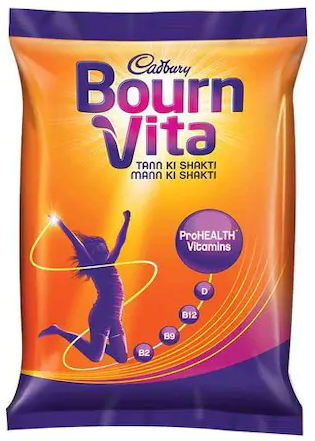 Cadbury
Bourn
Vita
TANN KI SHAKTI
MANN KI SHAKTI
ProHEALTH
Vitamins
D
B12
B9
B2